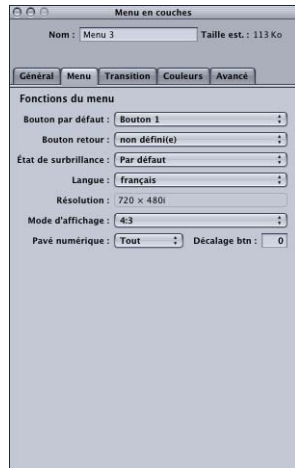 Menu en couches
Nom : Menu 3 Taille est. : 113 Ko
Général Menu Transition Couleurs Avancé
Fonctions du menu
Bouton par défaut : Bouton 1
Bouton retour : non défini(e)
État de surbrillance : Par défaut
Langue : français
Résolution : 720 × 480i
Mode d'affichage : 4:3
Pavé numérique : Tout Décalage btn : 0